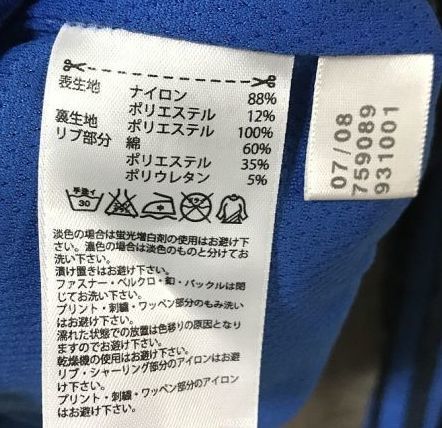 表生地 ナイロン 88%
ポリエステル 12%
裏生地 ポリエステル 100%
リブ部分 綿 60%
ポリエステル 35%
ポリウレタン 5%
手洗イ
30
淡色の場合は蛍光増白剤の使用はお避け下
さい。濃色の場合は淡色のものと分けてお
洗い下さい。
漬け置きはお避け下さい。
ファスナー・ベルクロ・釦・バックルは閉
じてお洗い下さい。
プリント・刺繍・ワッペン部分のもみ洗い
はお避け下さい。
濡れた状態での放置は色移りの原因となり
ますのでお避け下さい。
乾燥機の使用はお避け下さい。
リブ・シャーリング部分のアイロンはお避
け下さい。
プリント・刺繍・ワッペン部分のアイロン
はお避け下さい。
07/08
759089
931001